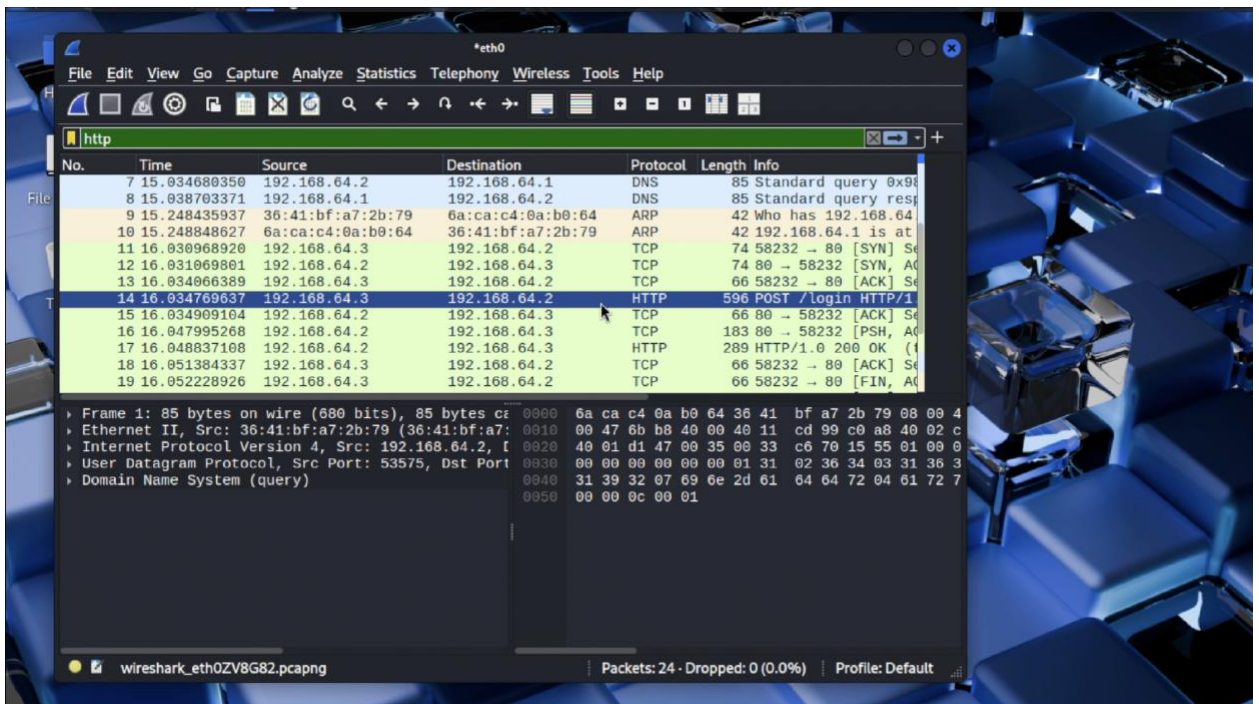 *eth0
File Edit View Go Capture Analyze Statistics Telephony Wireless Tools Help
http
No. Time Source Destination Protocol Length Info
7 15.034680350 192.168.64.2 192.168.64.1 DNS 85 Standard query 0x98
8 15.038703371 192.168.64.1 192.168.64.2 DNS 85 Standard query resp
9 15.248435937 36:41:bf:a7:2b:79 6a:ca:c4:0a:b0:64 ARP 42 Who has 192.168.64
10 15.248848627 6a:ca:c4:0a:b0:64 36:41:bf:a7:2b:79 ARP 42 192.168.64.1 is at
11 16.030968920 192.168.64.3 192.168.64.2 TCP 74 58232 → 80 [SYN] Se
12 16.031069801 192.168.64.2 192.168.64.3 TCP 74 80 → 58232 [SYN, AC
13 16.034066389 192.168.64.3 192.168.64.2 TCP 66 58232 → 80 [ACK] Se
14 16.034769637 192.168.64.3 192.168.64.2 HTTP 596 POST /login HTTP/1.
15 16.034909104 192.168.64.2 192.168.64.3 TCP 66 80 → 58232 [ACK] Se
16 16.047995268 192.168.64.2 192.168.64.3 TCP 183 80 → 58232 [PSH, AC
17 16.048837108 192.168.64.2 192.168.64.3 HTTP 289 HTTP/1.0 200 OK (t
18 16.051384337 192.168.64.3 192.168.64.2 TCP 66 58232 → 80 [ACK] Se
19 16.052228926 192.168.64.3 192.168.64.2 TCP 66 58232 → 80 [FIN, AC
Frame 1: 85 bytes on wire (680 bits), 85 bytes ca
Ethernet II, Src: 36:41:bf:a7:2b:79 (36:41:bf:a7:
Internet Protocol Version 4, Src: 192.168.64.2, D
User Datagram Protocol, Src Port: 53575, Dst Port
Domain Name System (query)
0000 6a ca c4 0a b0 64 36 41 bf a7 2b 79 08 00 4
0010 00 47 6b b8 40 00 40 11 cd 99 c0 a8 40 02 c
0020 40 01 d1 47 00 35 00 33 c6 70 15 55 01 00 0
0030 00 00 00 00 00 01 31 02 36 34 03 31 36 3
0040 31 39 32 07 69 6e 2d 61 64 64 72 04 61 72 7
0050 00 00 0c 00 01
wireshark_eth0ZV8G82.pcapng Packets: 24 · Dropped: 0 (0.0%) Profile: Default
File